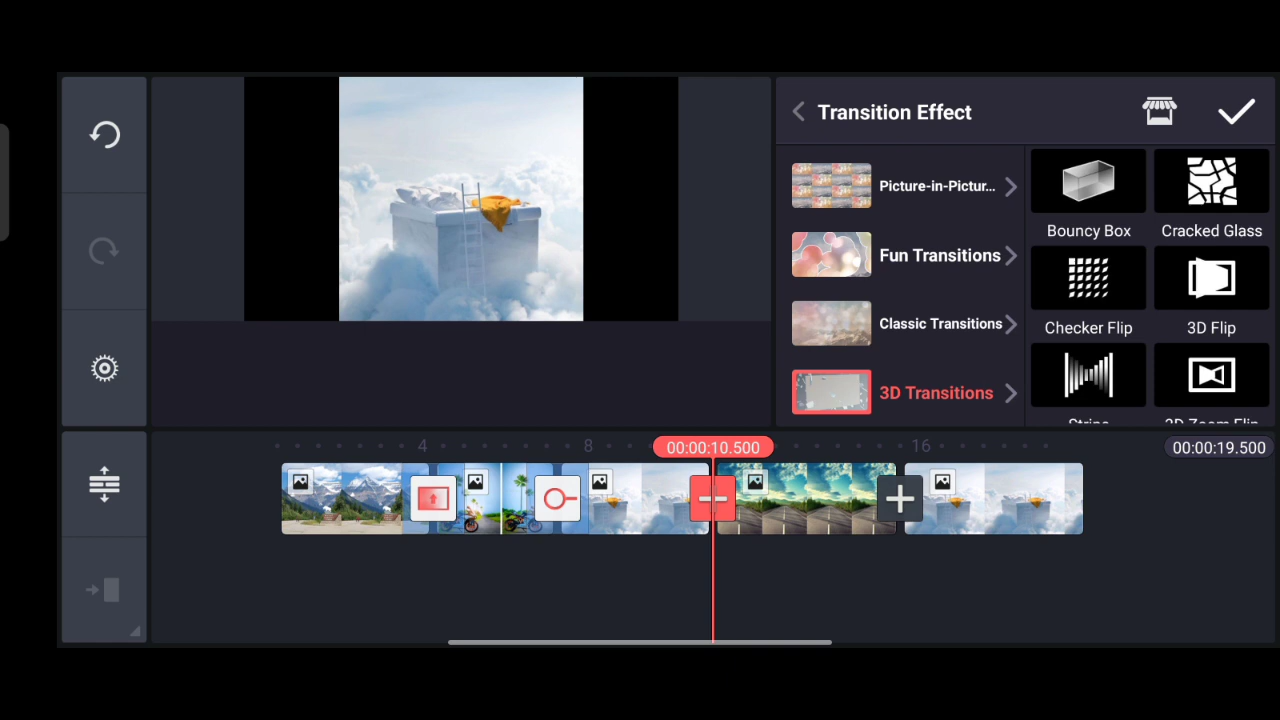 Transition Effect
Picture-in-Pictur...
Fun Transitions
Classic Transitions
3D Transitions
Bouncy Box
Cracked Glass
Checker Flip
3D Flip
4
8
00:00:10.500
16
00:00:19.500